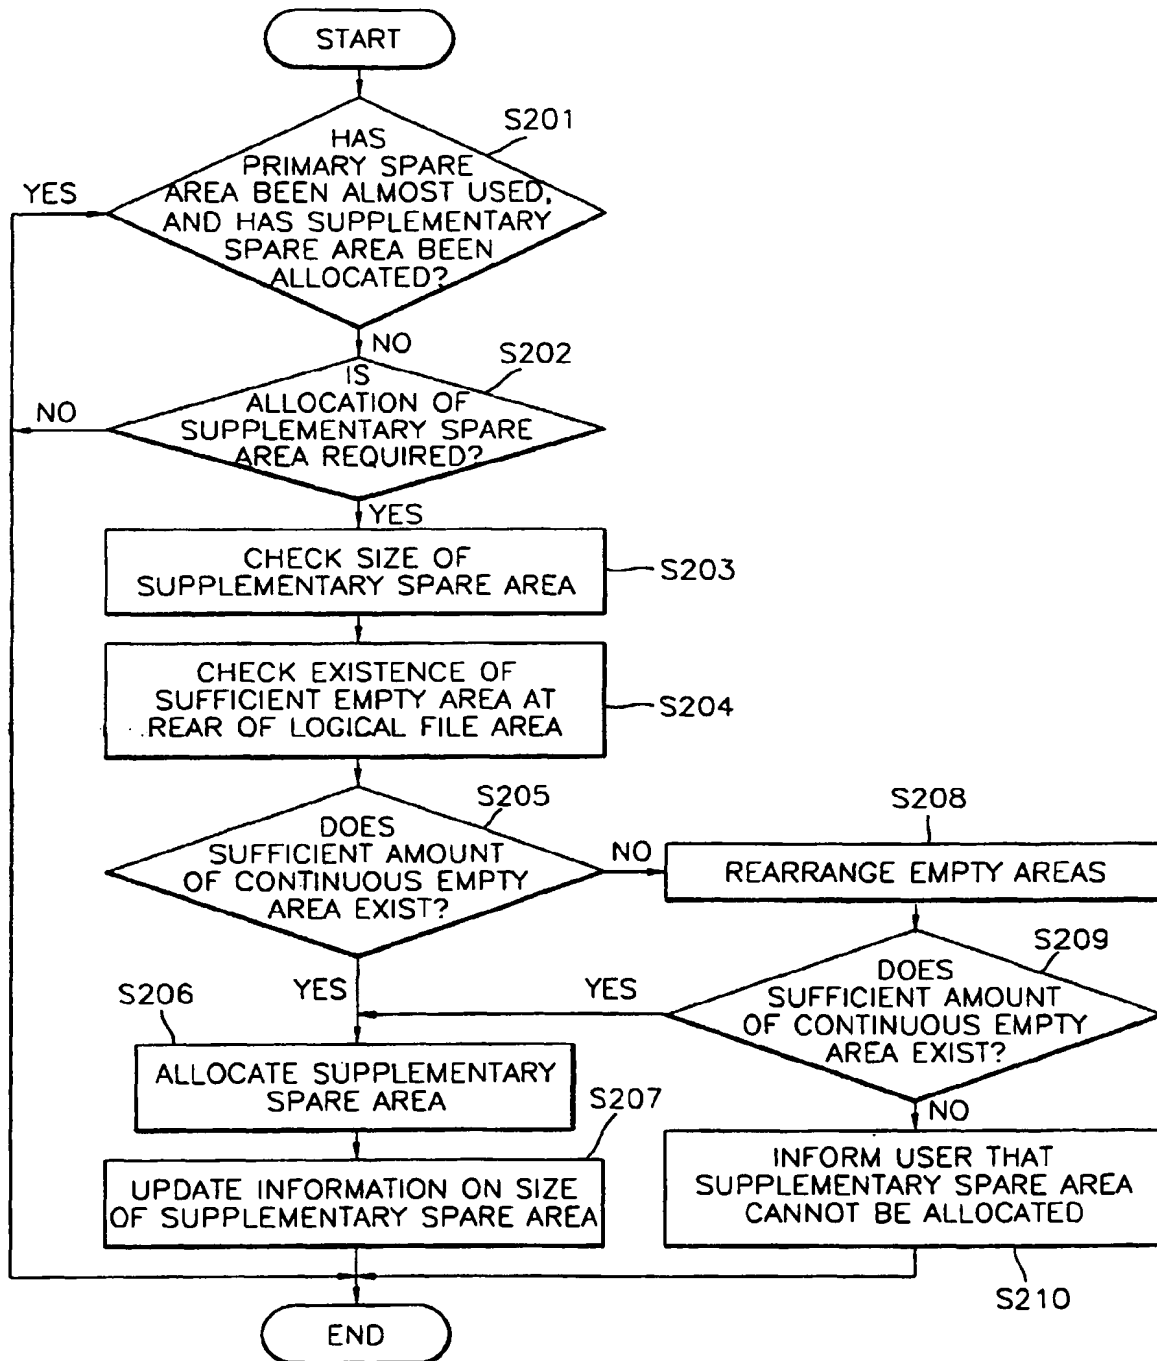 START
S201
HAS
PRIMARY SPARE
AREA BEEN ALMOST USED,
AND HAS SUPPLEMENTARY
SPARE AREA BEEN
ALLOCATED?
YES
NO
S202
IS
ALLOCATION OF
SUPPLEMENTARY SPARE
AREA REQUIRED?
NO
YES
CHECK SIZE OF
SUPPLEMENTARY SPARE AREA
S203
CHECK EXISTENCE OF
SUFFICIENT EMPTY AREA AT
REAR OF LOGICAL FILE AREA
S204
S205
DOES
SUFFICIENT AMOUNT
OF CONTINUOUS EMPTY
AREA EXIST?
NO
YES
S208
REARRANGE EMPTY AREAS
S209
DOES
SUFFICIENT AMOUNT
OF CONTINUOUS EMPTY
AREA EXIST?
YES
NO
S206
ALLOCATE SUPPLEMENTARY
SPARE AREA
S207
UPDATE INFORMATION ON SIZE
OF SUPPLEMENTARY SPARE AREA
INFORM USER THAT
SUPPLEMENTARY SPARE AREA
CANNOT BE ALLOCATED
S210
END